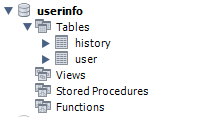 userinfo
Tables
history
user
Views
Stored Procedures
Functions